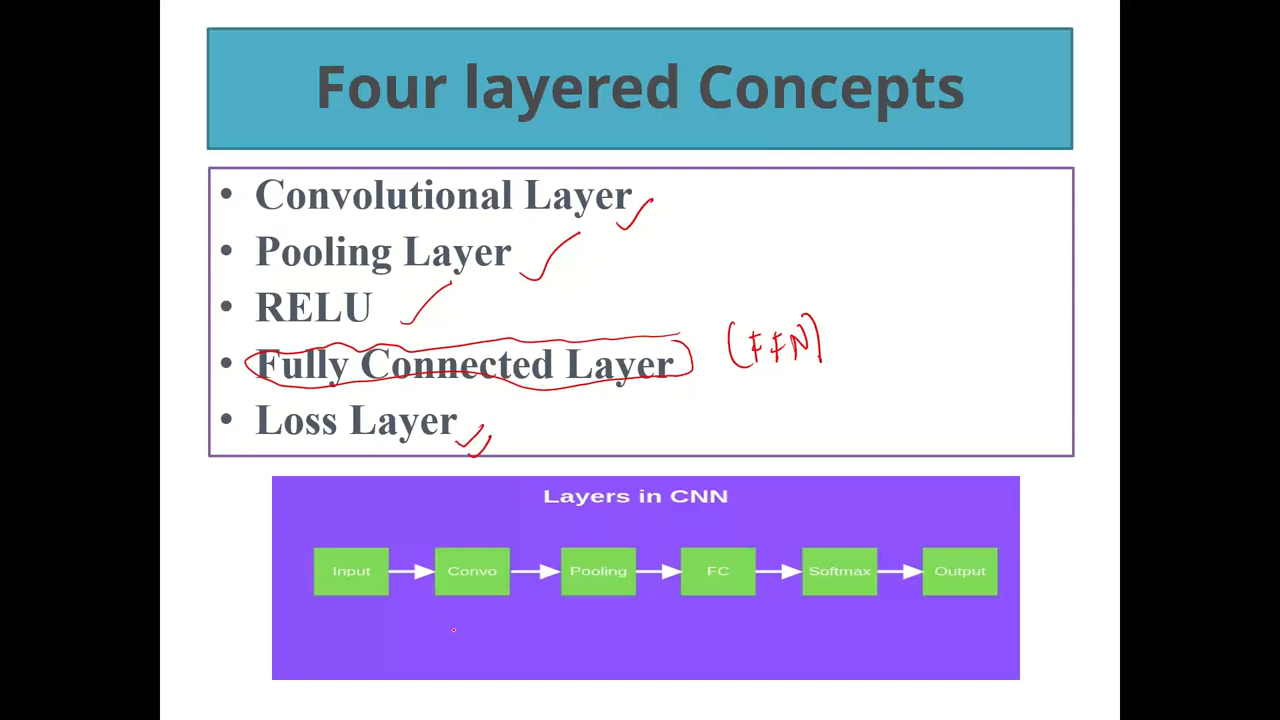 Four layered Concepts
• Convolutional Layer
• Pooling Layer
• RELU
• Fully Connected Layer (FFN)
• Loss Layer
Layers in CNN
Input Convo Pooling FC Softmax Output